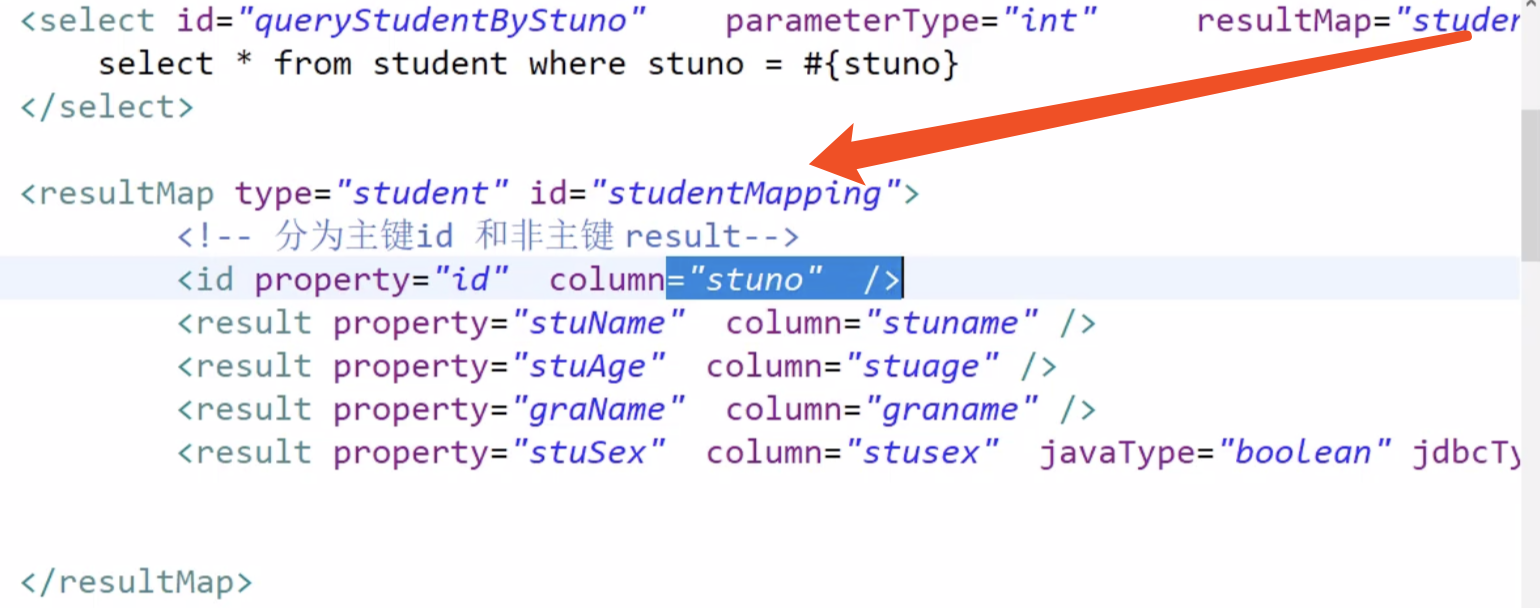 <select id="queryStudentByStuno" parameterType="int" resultMap="studen
select * from student where stuno = #{stuno}
</select>
<resultMap type="student" id="studentMapping">
<!-- 分为主键id 和非主键 result-->
<id property="id" column="stuno" />
<result property="stuName" column="stuname" />
<result property="stuAge" column="stuage" />
<result property="graName" column="graname" />
<result property="stuSex" column="stusex" javaType="boolean" jdbcTy
</resultMap>